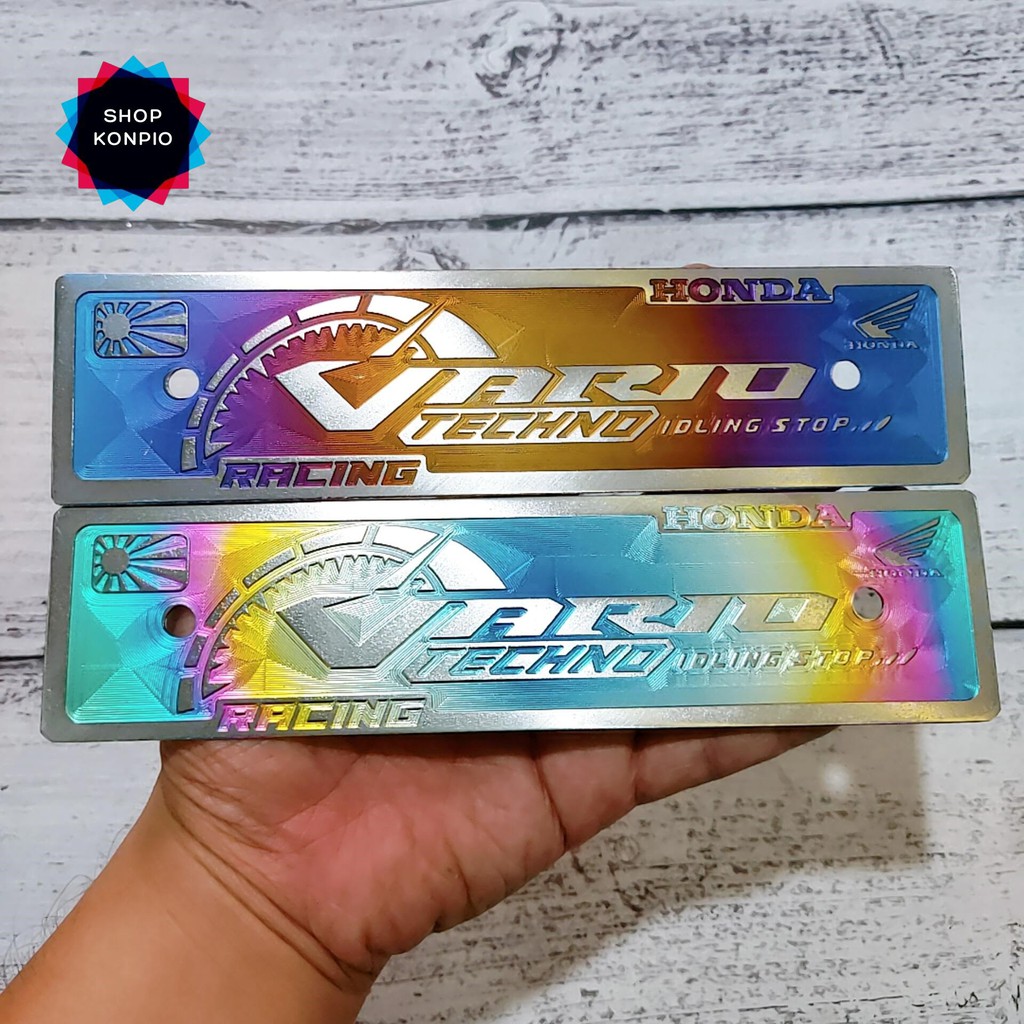 SHOP
KONPIO
HONDA
HONDA
VARIO
TECHNO IDLING STOP...
RACING
HONDA
HONDA
VARIO
TECHNO IDLING STOP...
RACING